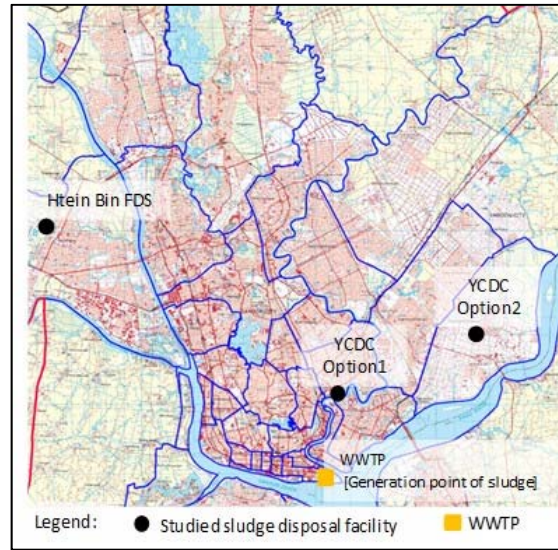 Htein Bin FDS
YCDC
Option2
YCDC
Option1
WWTP
[Generation point of sludge]
Legend: Studied sludge disposal facility WWTP